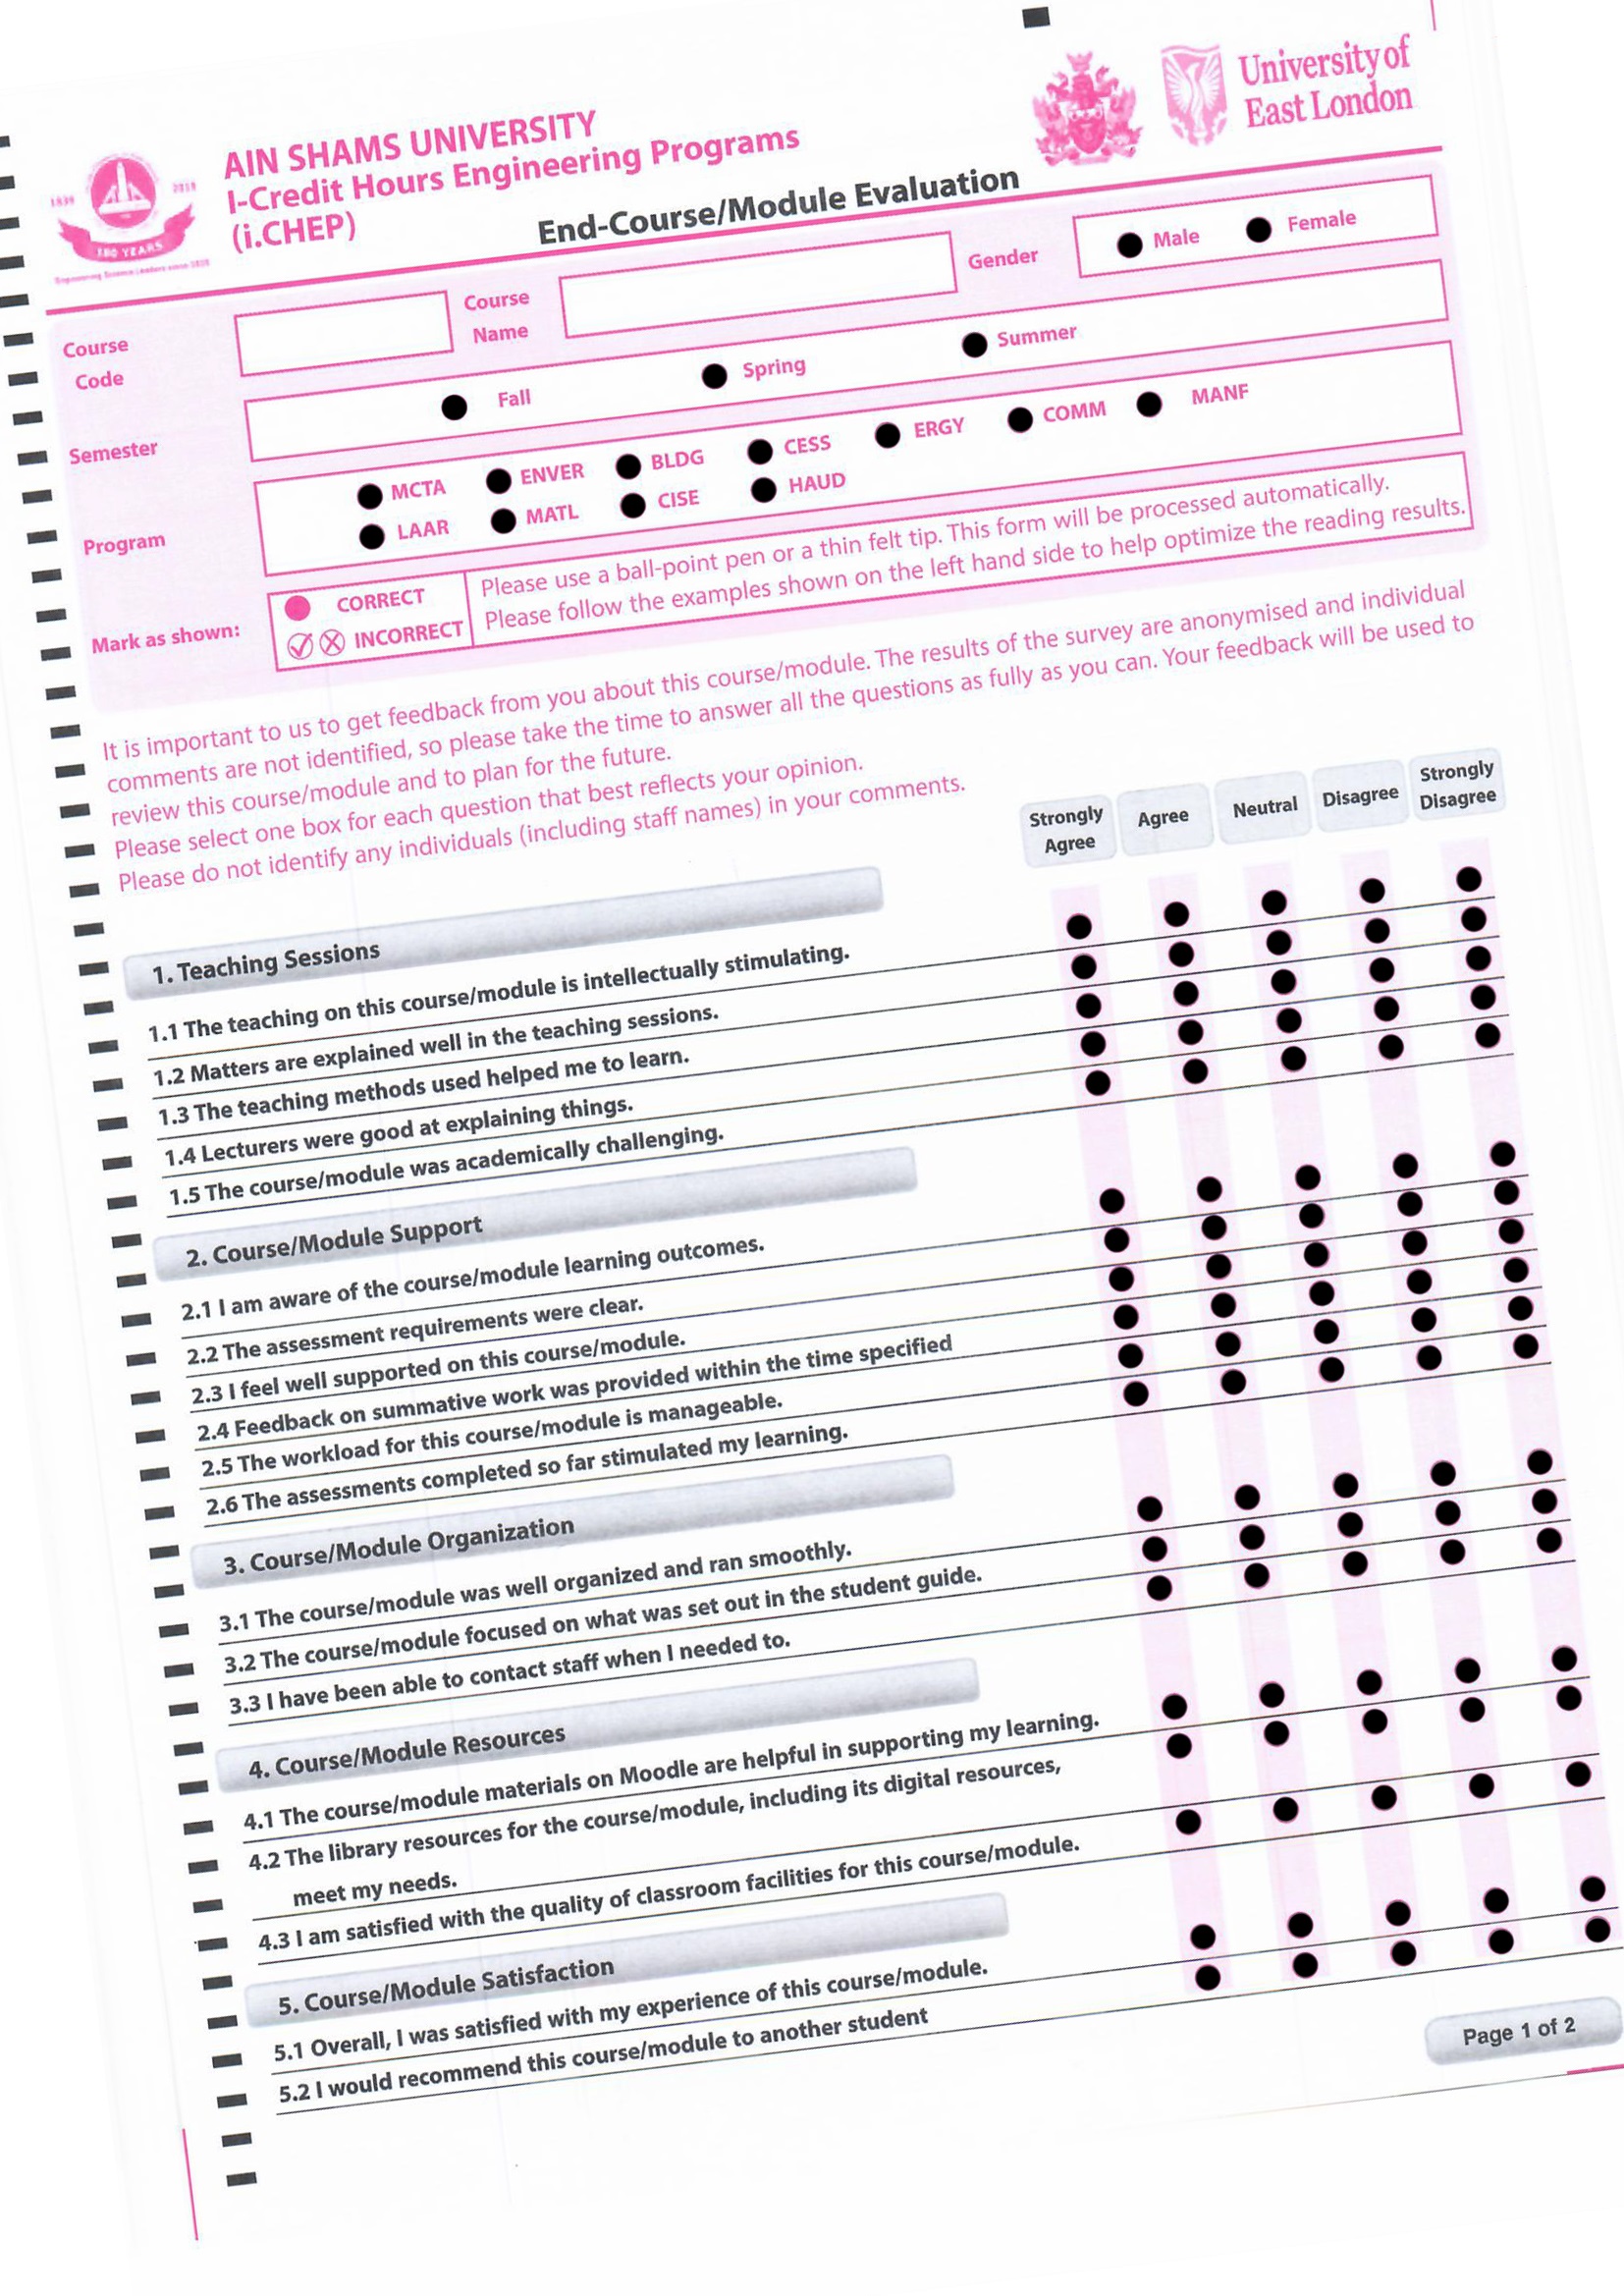 AIN SHAMS UNIVERSITY
I-Credit Hours Engineering Programs
(i.CHEP)
End-Course/Module Evaluation
University of
East London
1839
2019
180 YEARS
Course
Code
Course
Name
Gender
Male
Female
Semester
Fall
Spring
Summer
Program
MCTA
ENVER
BLDG
CESS
ERGY
COMM
MANF
LAAR
MATL
CISE
HAUD
Mark as shown:
CORRECT
INCORRECT
Please use a ball-point pen or a thin felt tip. This form will be processed automatically.
Please follow the examples shown on the left hand side to help optimize the reading results.
It is important to us to get feedback from you about this course/module. The results of the survey are anonymised and individual
comments are not identified, so please take the time to answer all the questions as fully as you can. Your feedback will be used to
review this course/module and to plan for the future.
Please select one box for each question that best reflects your opinion.
Please do not identify any individuals (including staff names) in your comments.
Strongly
Agree
Agree
Neutral
Disagree
Strongly
Disagree
1. Teaching Sessions
1.1 The teaching on this course/module is intellectually stimulating.
1.2 Matters are explained well in the teaching sessions.
1.3 The teaching methods used helped me to learn.
1.4 Lecturers were good at explaining things.
1.5 The course/module was academically challenging.
2. Course/Module Support
2.1 I am aware of the course/module learning outcomes.
2.2 The assessment requirements were clear.
2.3 I feel well supported on this course/module.
2.4 Feedback on summative work was provided within the time specified
2.5 The workload for this course/module is manageable.
2.6 The assessments completed so far stimulated my learning.
3. Course/Module Organization
3.1 The course/module was well organized and ran smoothly.
3.2 The course/module focused on what was set out in the student guide.
3.3 I have been able to contact staff when I needed to.
4. Course/Module Resources
4.1 The course/module materials on Moodle are helpful in supporting my learning.
4.2 The library resources for the course/module, including its digital resources,
meet my needs.
4.3 I am satisfied with the quality of classroom facilities for this course/module.
5. Course/Module Satisfaction
5.1 Overall, I was satisfied with my experience of this course/module.
5.2 I would recommend this course/module to another student
Page 1 of 2